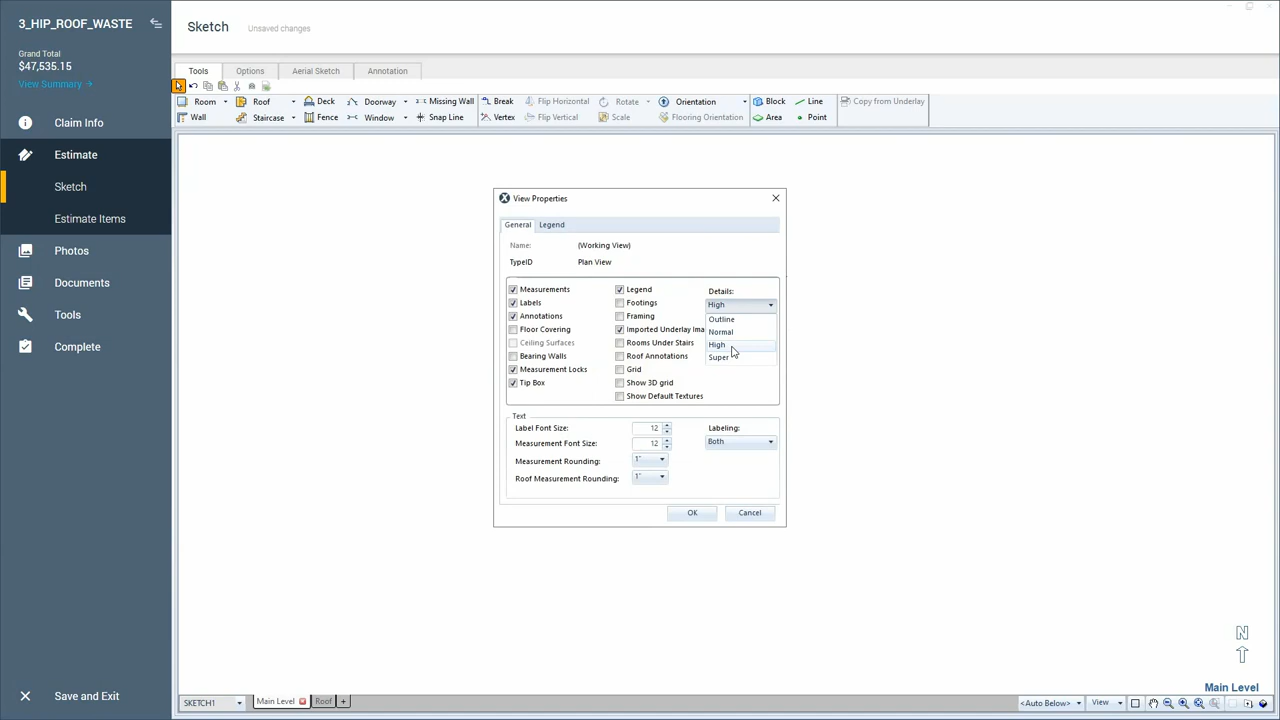 3_HIP_ROOF_WASTE
Grand Total
$47,535.15
View Summary
Claim Info
Estimate
Sketch
Estimate Items
Photos
Documents
Tools
Complete
Save and Exit
Sketch Unsaved changes
Tools Options Aerial Sketch Annotation
Room Roof Deck Doorway Missing Wall Break Flip Horizontal Rotate Orientation Block Line Copy from Underlay
Wall Staircase Fence Window Snap Line Vertex Flip Vertical Scale Flooring Orientation Area Point
View Properties
General Legend
Name: (Working View)
TypeID Plan View
Measurements Legend Details:
Labels Footings High
Annotations Framing Outline
Floor Covering Imported Underlay Ima Normal
Ceiling Surfaces Rooms Under Stairs High
Bearing Walls Roof Annotations Super
Measurement Locks Grid
Tip Box Show 3D grid
Show Default Textures
Text
Label Font Size: 12 Labeling:
Measurement Font Size: 12 Both
Measurement Rounding: 1"
Roof Measurement Rounding: 1"
OK Cancel
N
Main Level
SKETCH1 Main Level Roof + <Auto Below> View